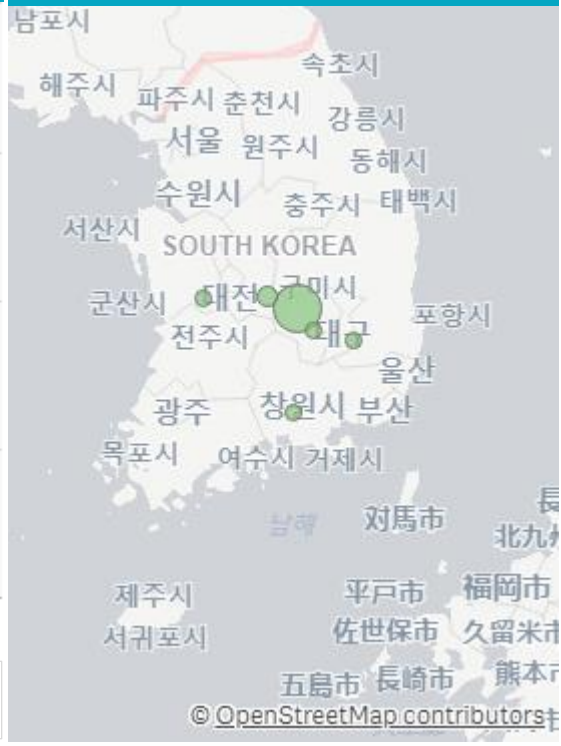 남포시
속초시
해주시 파주시 춘천시
강릉시
서울 원주시
동해시
수원시 충주시 태백시
서산시
SOUTH KOREA
대전 구미시
군산시 포항시
전주시 대구
울산
광주 창원시 부산
목포시 여수시 거제시
남해 対馬市
北九州
제주시 平戸市 福岡市
서귀포시 佐世保市 久留米市
五島市 長崎市 熊本市
© OpenStreetMap contributors